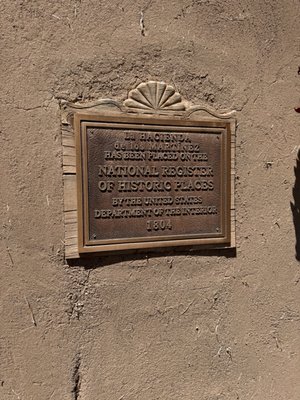 LA HACIENDA
de los MARTINEZ
HAS BEEN PLACED ON THE
NATIONAL REGISTER
OF HISTORIC PLACES
BY THE UNITED STATES
DEPARTMENT OF THE INTERIOR
1804